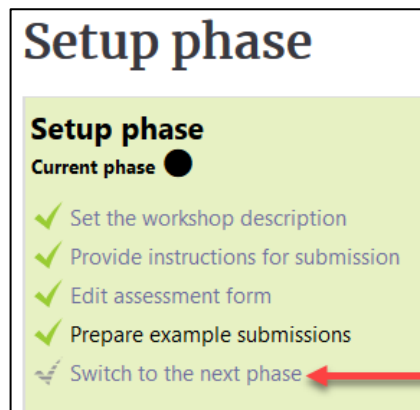 Setup phase
Setup phase
Current phase
Set the workshop description
Provide instructions for submission
Edit assessment form
Prepare example submissions
Switch to the next phase